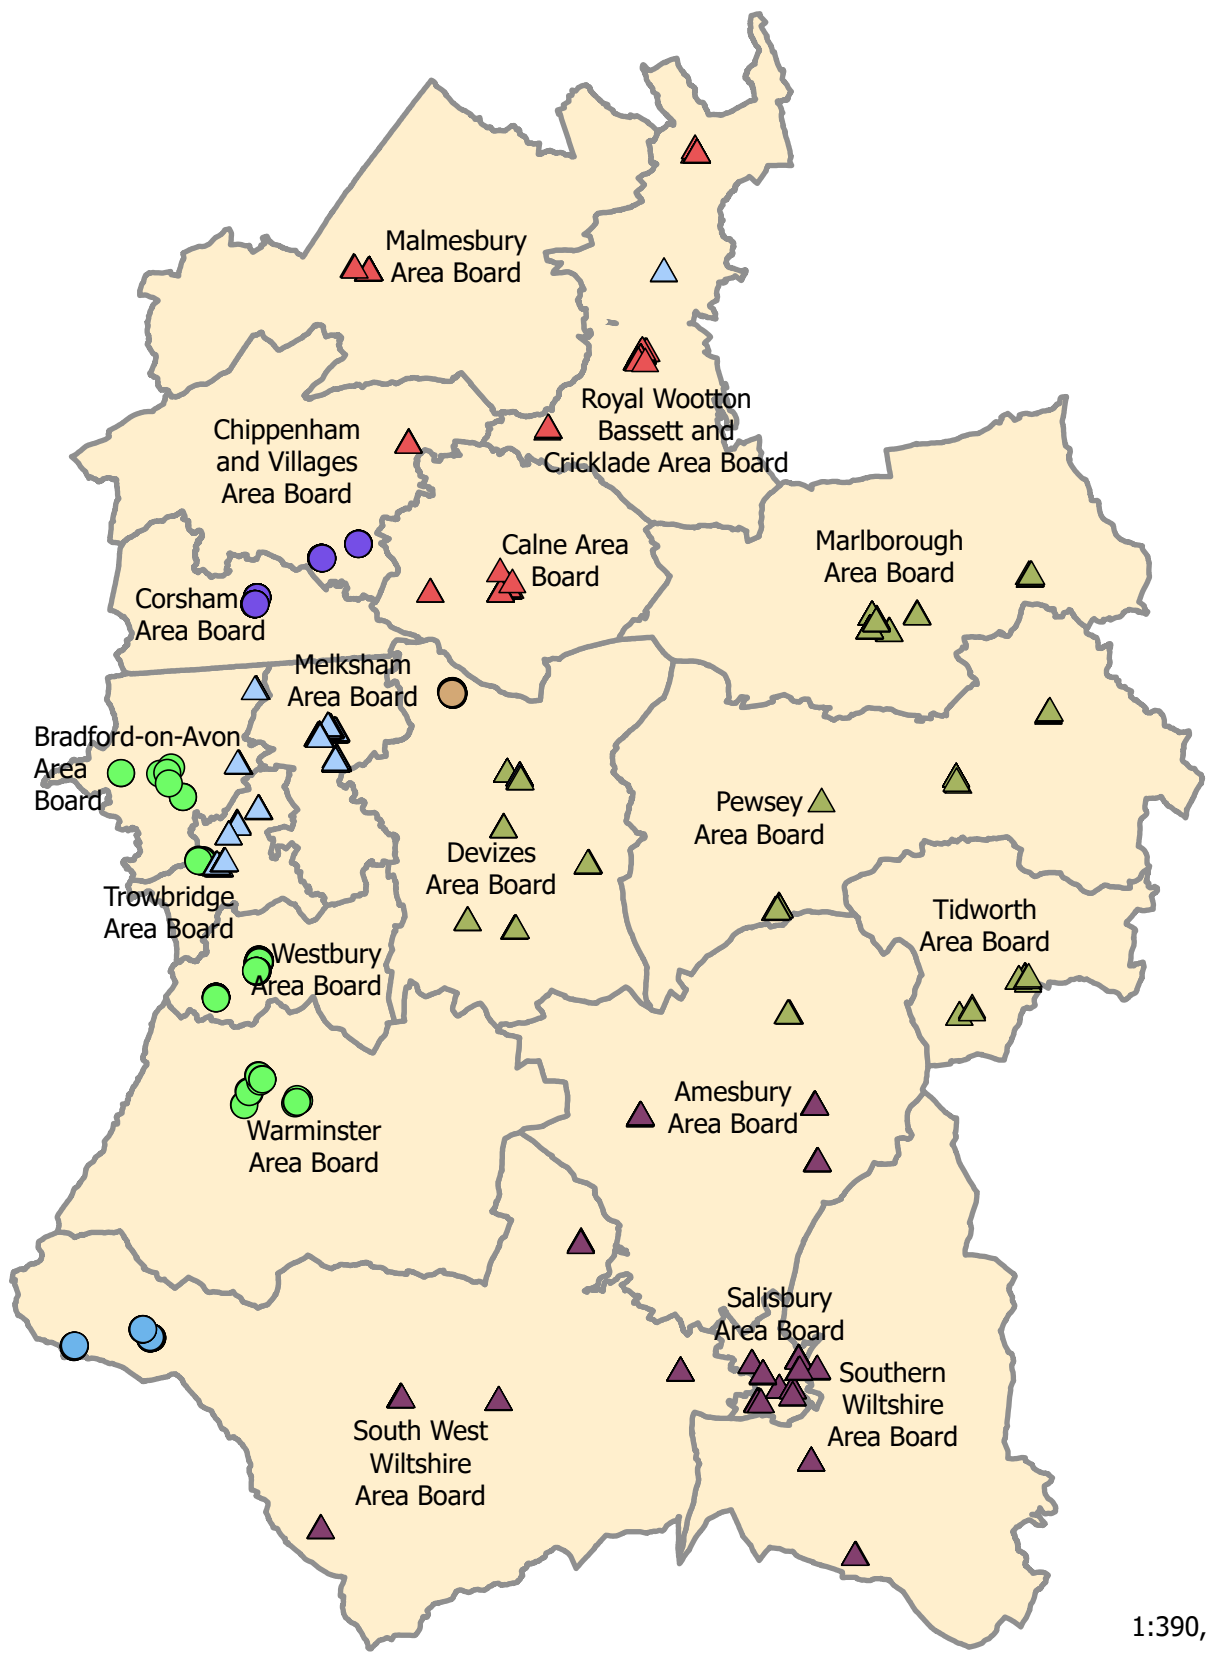 Malmesbury
Area Board
Royal Wootton
Bassett and
Cricklade Area Board
Chippenham
and Villages
Area Board
Calne Area
Board
Marlborough
Area Board
Corsham
Area Board
Melksham
Area Board
Bradford-on-Avon
Area
Board
Pewsey
Area Board
Devizes
Area Board
Trowbridge
Area Board
Tidworth
Area Board
Westbury
Area Board
Amesbury
Area Board
Warminster
Area Board
Salisbury
Area Board
Southern
Wiltshire
Area Board
South West
Wiltshire
Area Board
1:390,